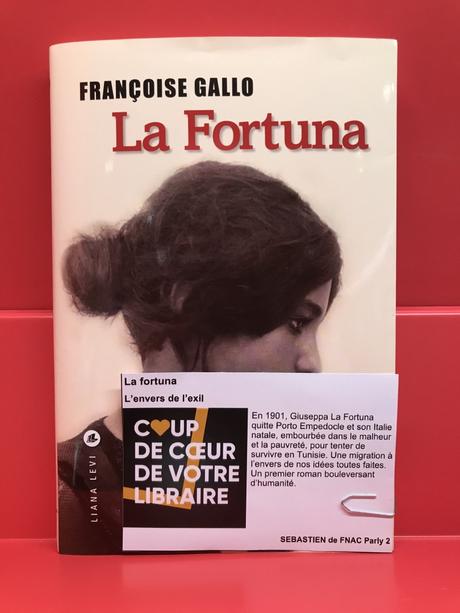 FRANÇOISE GALLO
La Fortuna
LIANA LEVI
La fortuna
L'envers de l'exil
COUP
DE CŒUR
DE VOTRE
LIBRAIRE
En 1901, Giuseppa La Fortuna
quitte Porto Empedocle et son Italie
natale, embourbée dans le malheur
et la pauvreté, pour tenter de
survivre en Tunisie. Une migration à
l'envers de nos idées toutes faites.
Un premier roman bouleversant
d'humanité.
SEBASTIEN de FNAC Parly 2